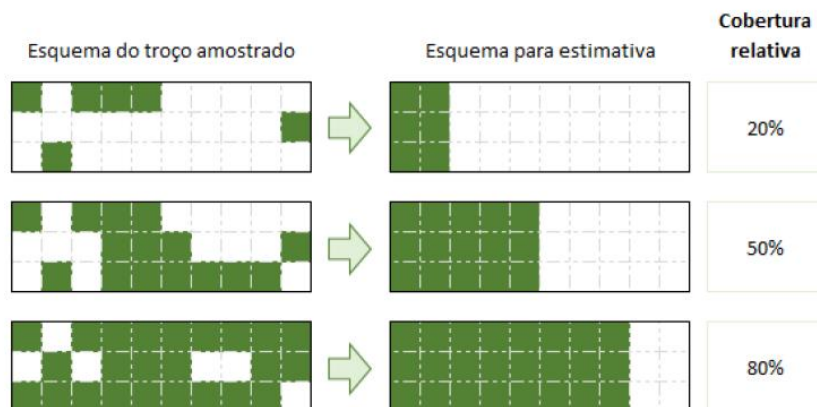 Cobertura
relativa
Esquema do troço amostrado
Esquema para estimativa
20%
50%
80%